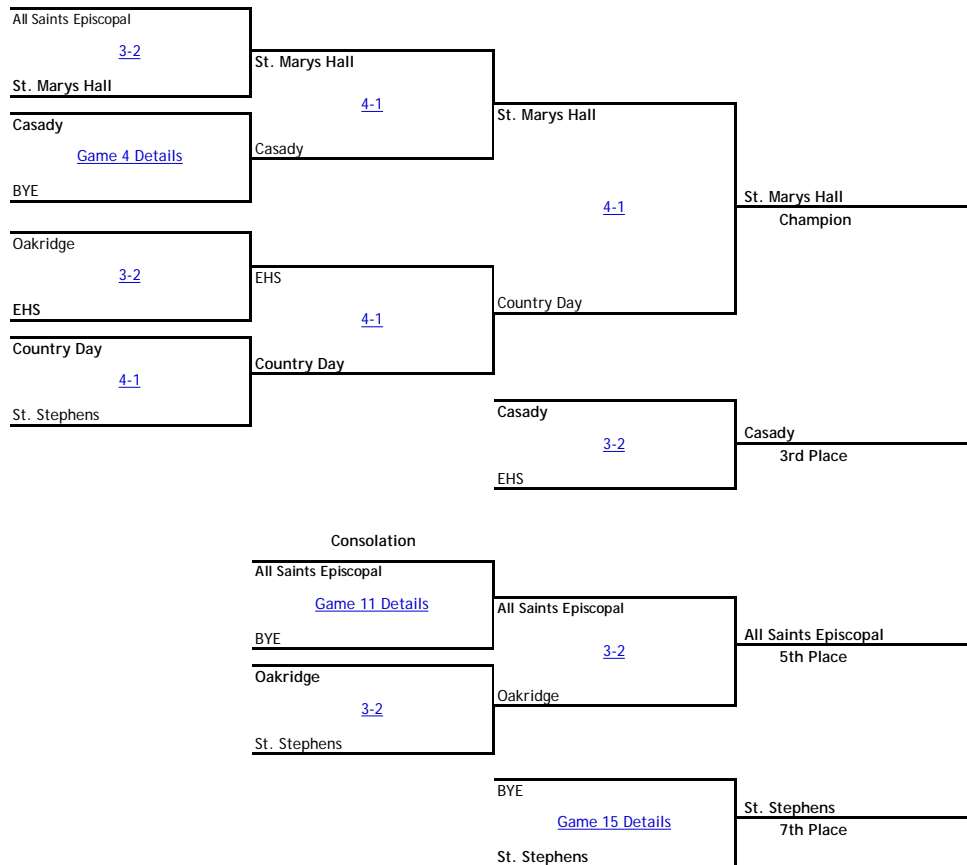 All Saints Episcopal
3-2
St. Marys Hall
St. Marys Hall
4-1
St. Marys Hall
Casady
Game 4 Details
Casady
BYE
4-1
St. Marys Hall
Champion
Oakridge
3-2
EHS
EHS
4-1
Country Day
Country Day
Country Day
4-1
St. Stephens
Casady
3-2
Casady
3rd Place
EHS
Consolation
All Saints Episcopal
Game 11 Details
All Saints Episcopal
BYE
3-2
All Saints Episcopal
5th Place
Oakridge
Oakridge
3-2
St. Stephens
BYE
Game 15 Details
St. Stephens
7th Place
St. Stephens